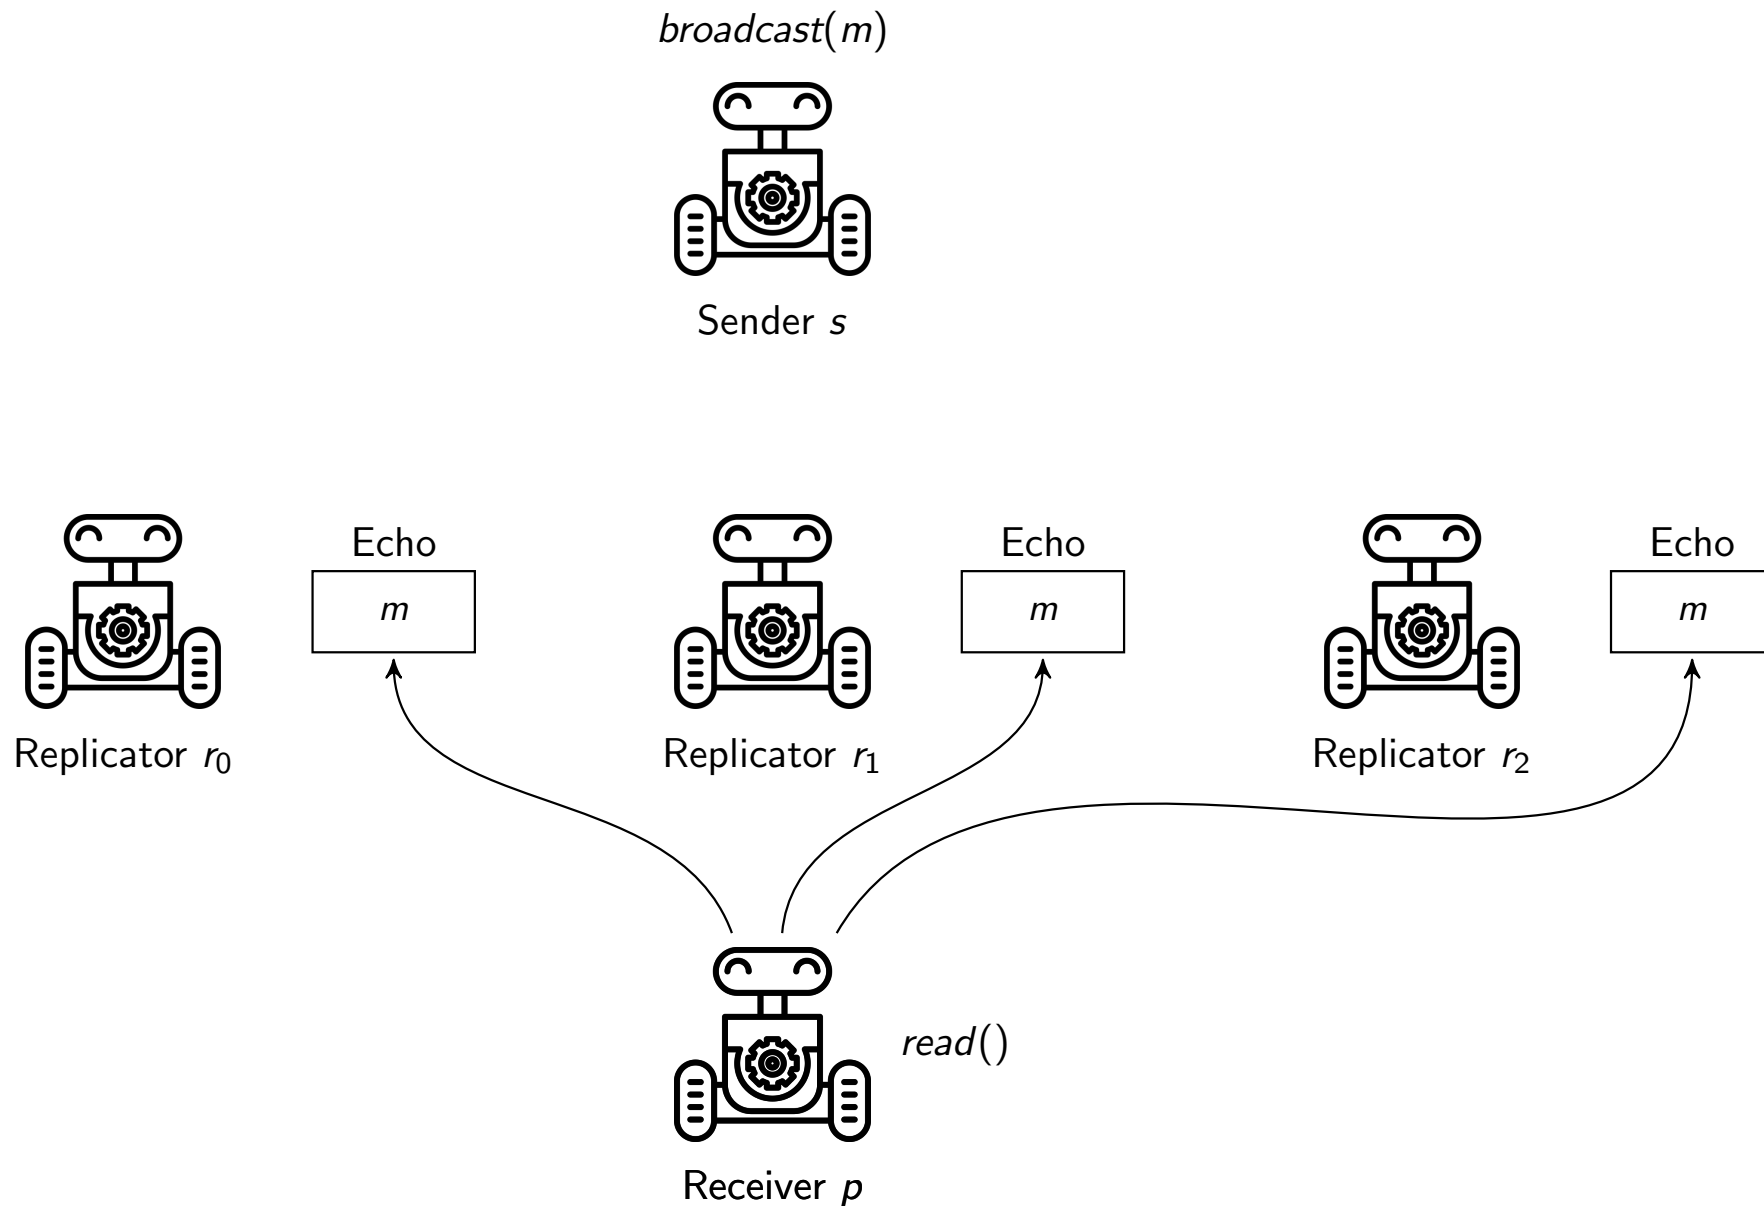 broadcast(m)
Sender s
Echo
Echo
Echo
m
m
m
Replicator r₀
Replicator r₁
Replicator r₂
read()
Receiver p